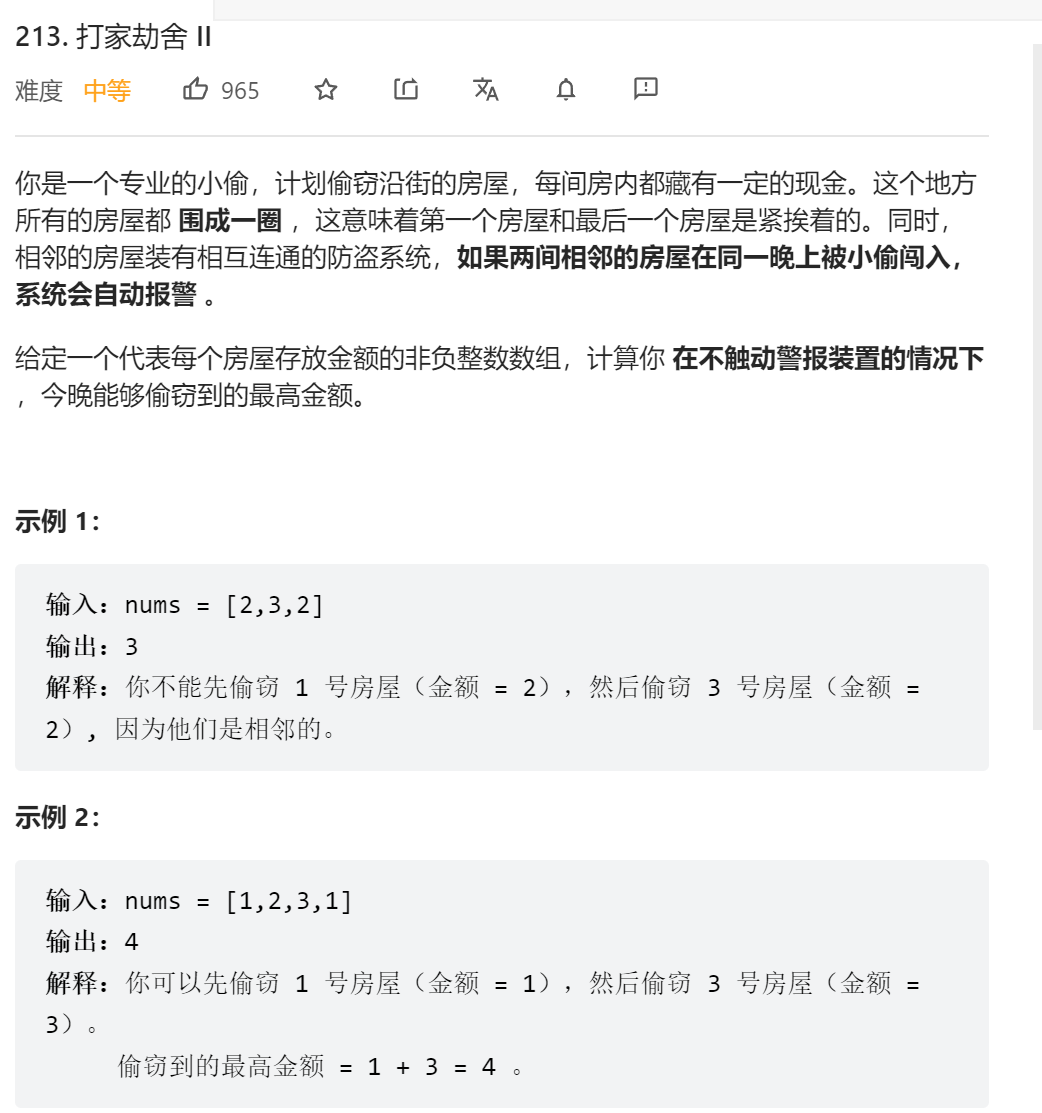 213. 打家劫舍 II
难度 中等 965
你是一个专业的小偷，计划偷窃沿街的房屋，每间房内都藏有一定的现金。这个地方
所有的房屋都 围成一圈 ，这意味着第一个房屋和最后一个房屋是紧挨着的。同时，
相邻的房屋装有相互连通的防盗系统，如果两间相邻的房屋在同一晚上被小偷闯入，
系统会自动报警 。
给定一个代表每个房屋存放金额的非负整数数组，计算你 在不触动警报装置的情况下
，今晚能够偷窃到的最高金额。
示例 1：
输入：nums = [2,3,2]
输出：3
解释：你不能先偷窃 1 号房屋（金额 = 2），然后偷窃 3 号房屋（金额 =
2）, 因为他们是相邻的。
示例 2：
输入：nums = [1,2,3,1]
输出：4
解释：你可以先偷窃 1 号房屋（金额 = 1），然后偷窃 3 号房屋（金额 =
3）。
偷窃到的最高金额 = 1 + 3 = 4 。